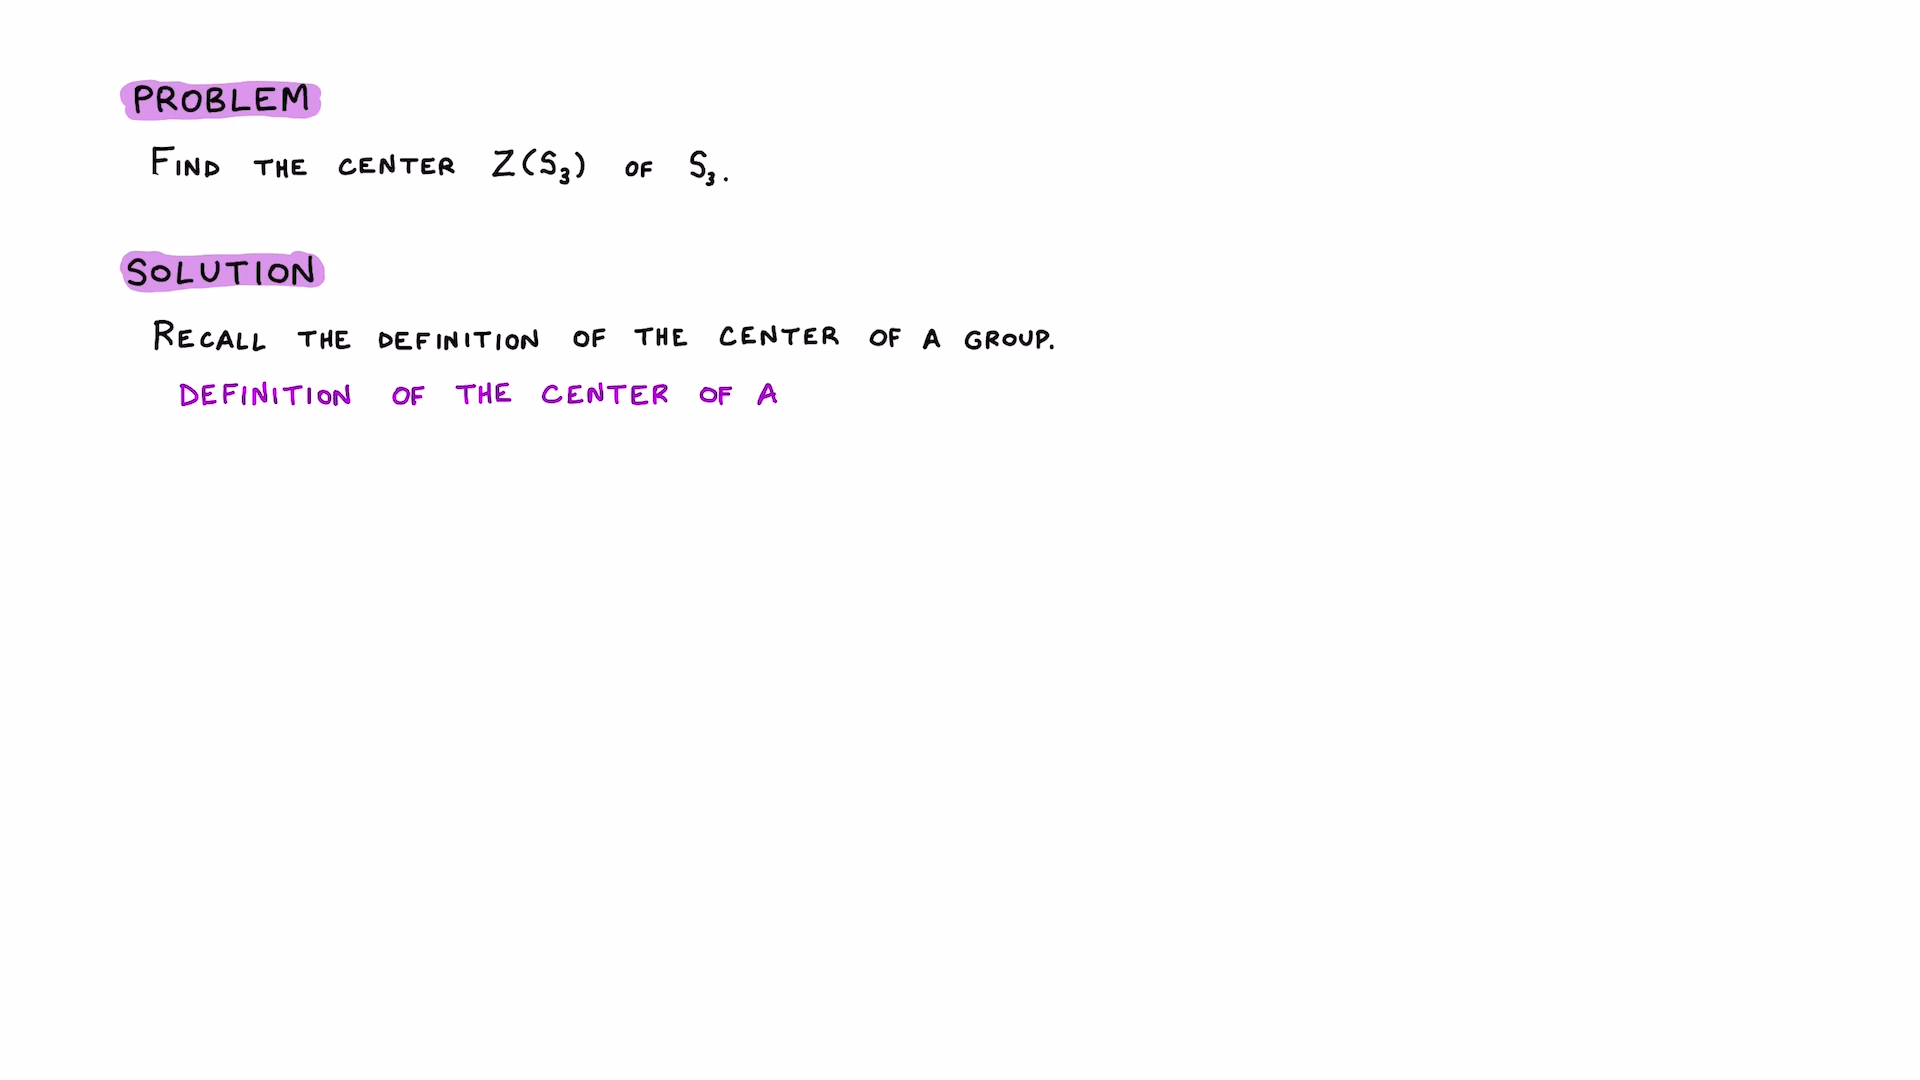 PROBLEM
FIND THE CENTER Z(S₃) OF S₃.
SOLUTION
RECALL THE DEFINITION OF THE CENTER OF A GROUP.
DEFINITION OF THE CENTER OF A